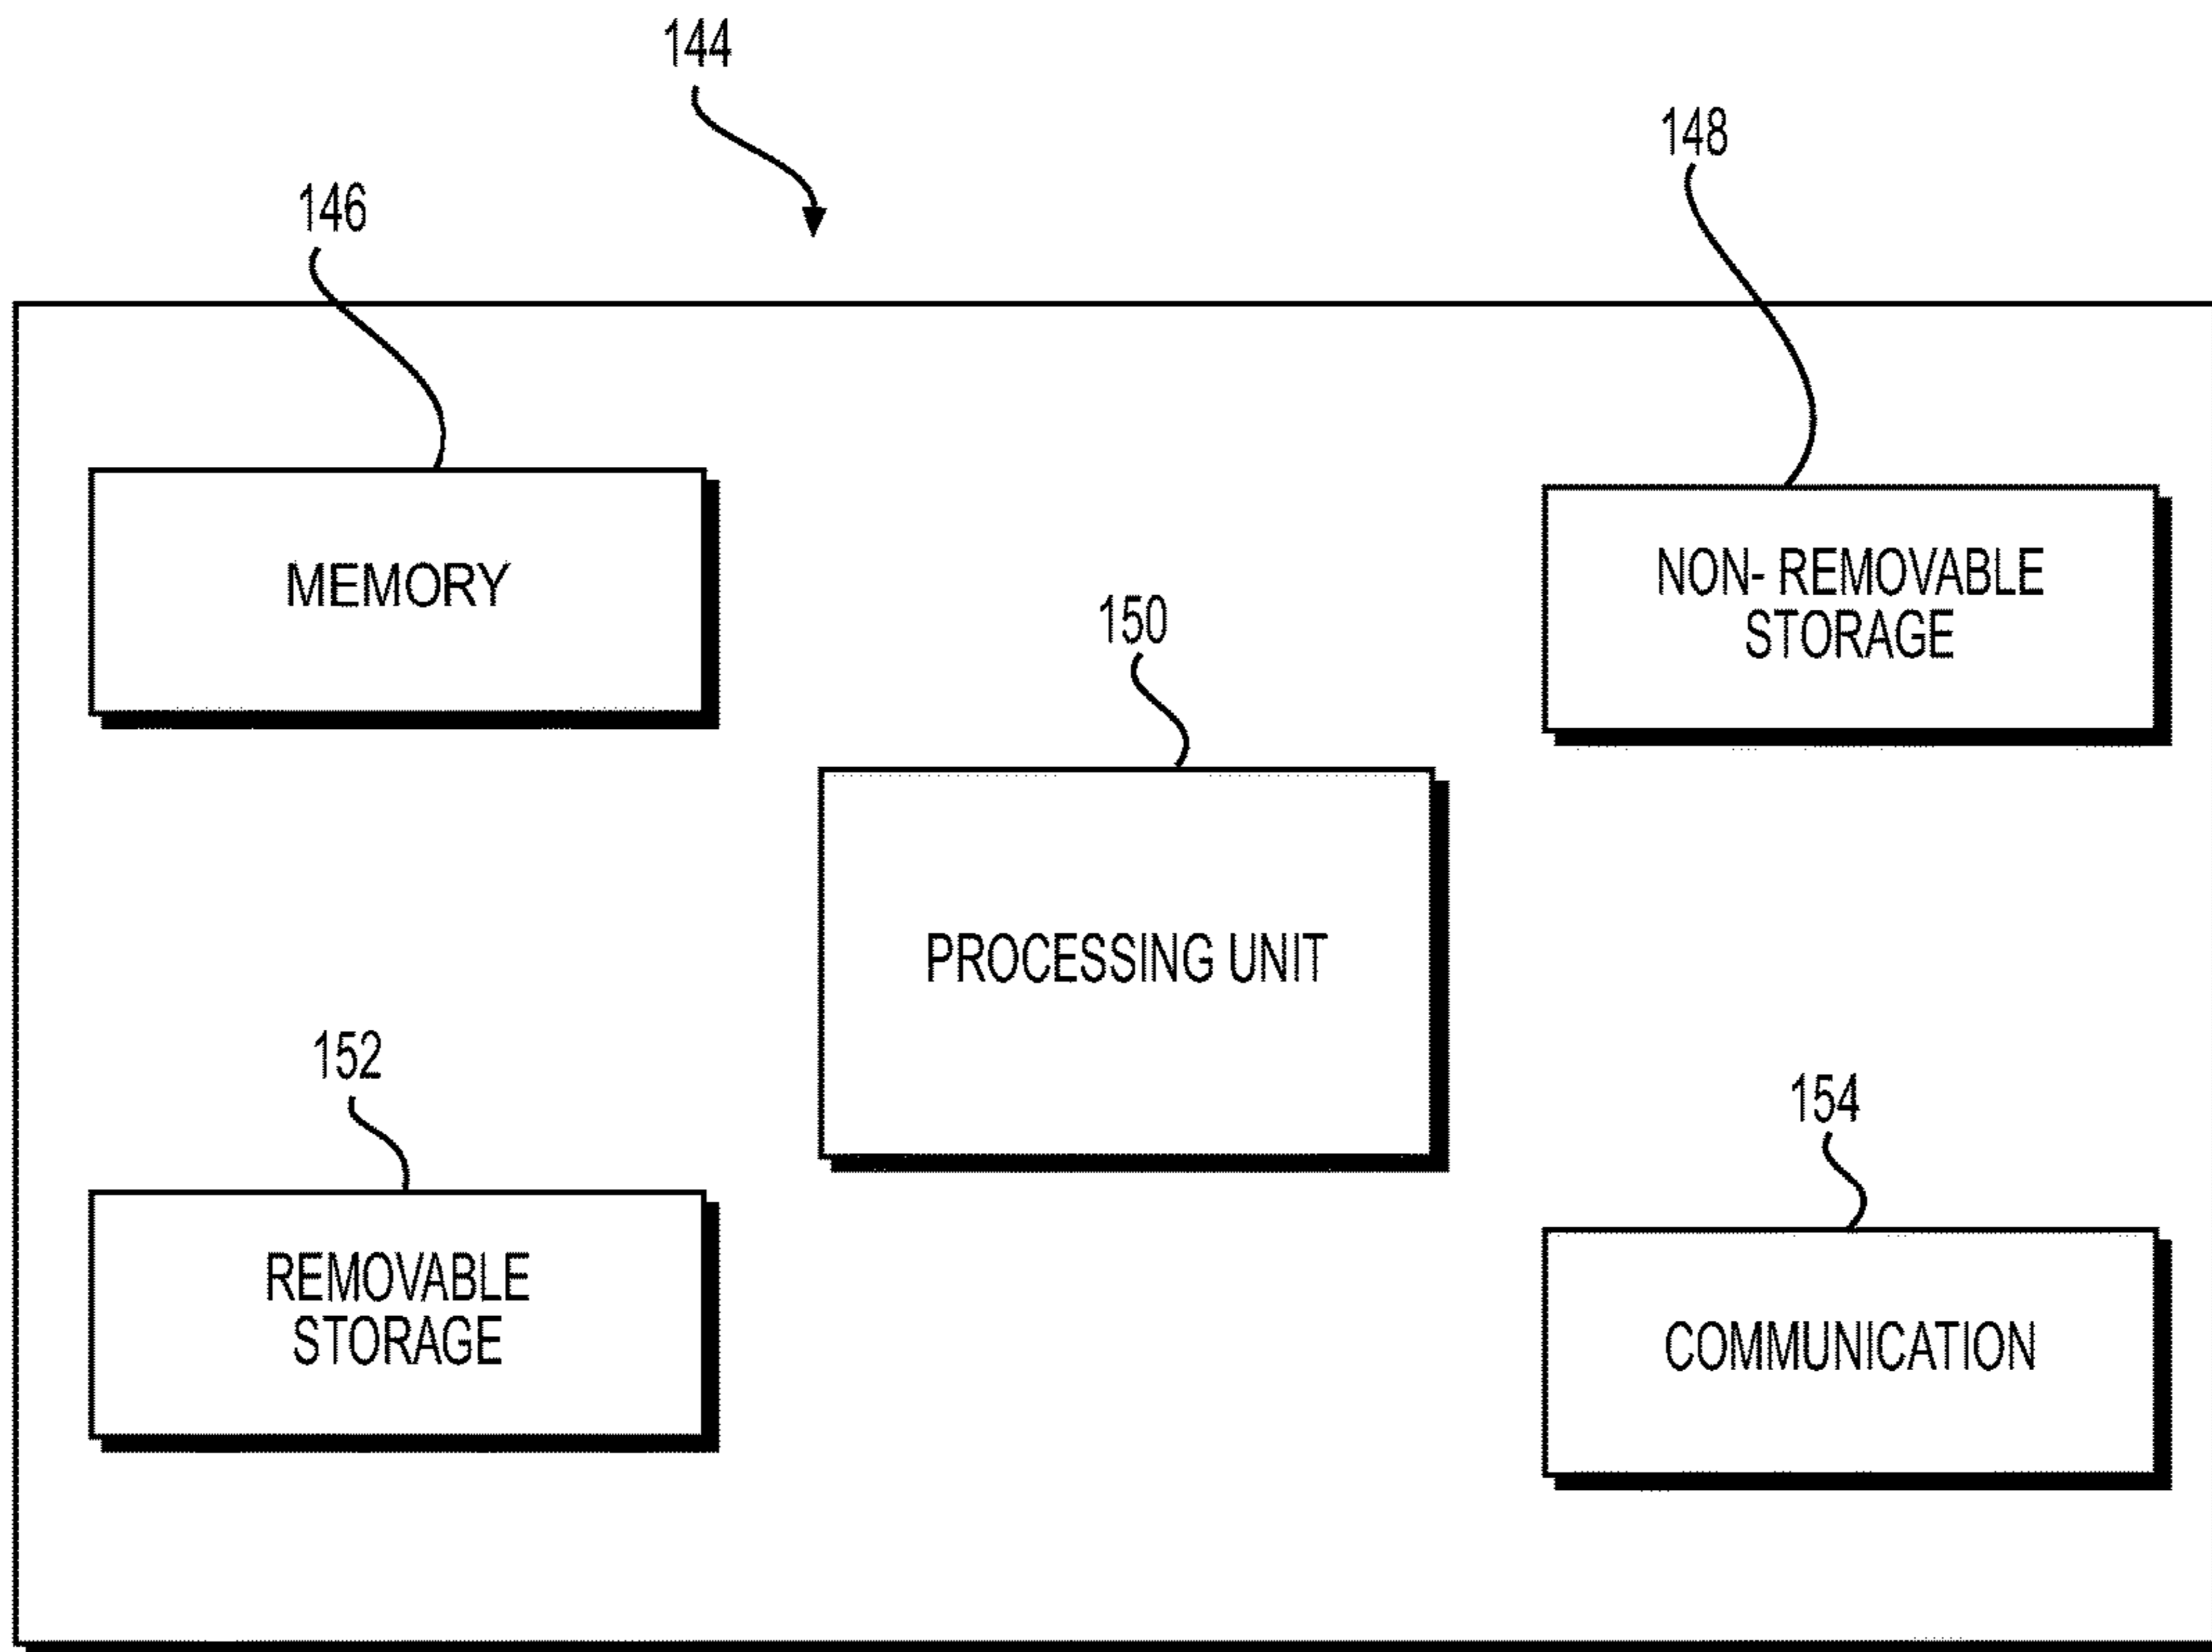 144
148
146
MEMORY
NON- REMOVABLE
STORAGE
150
PROCESSING UNIT
152
154
REMOVABLE
STORAGE
COMMUNICATION